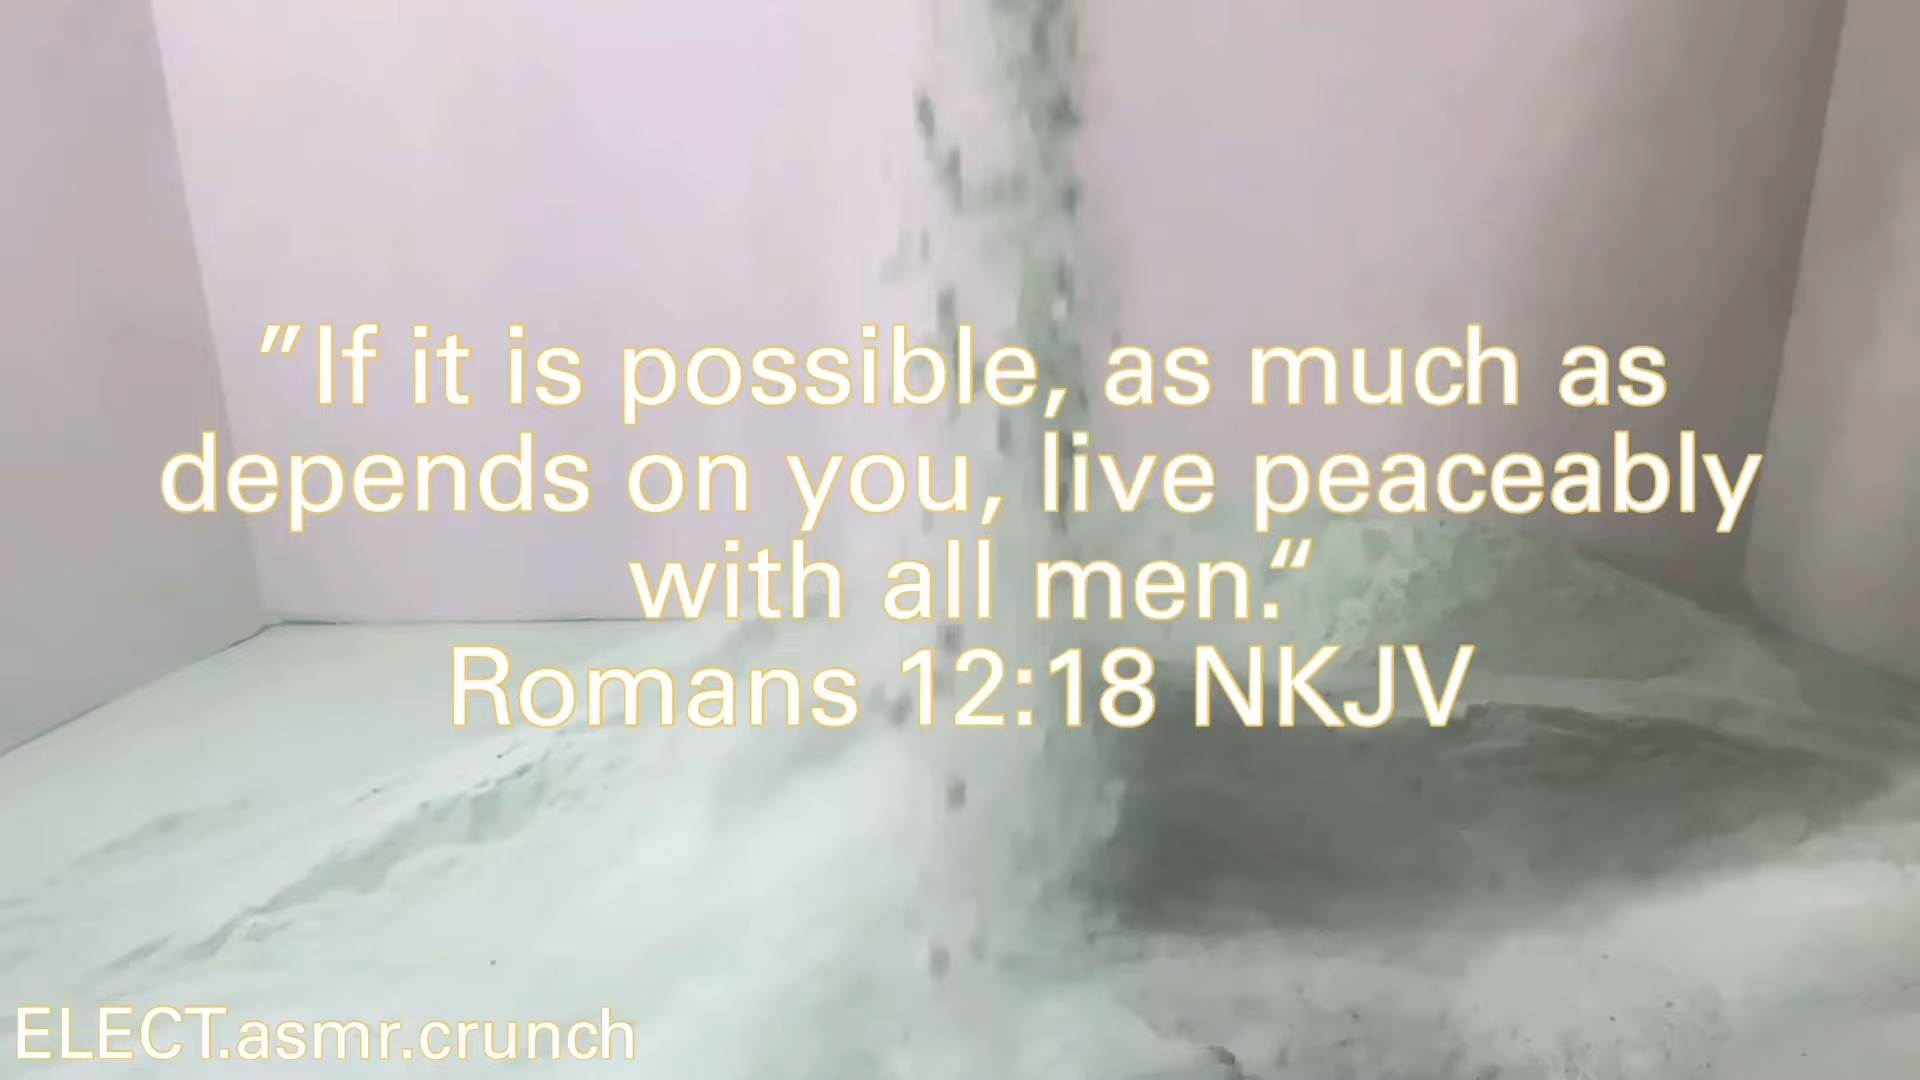 ”If it is possible, as much as
depends on you, live peaceably
with all men.“
Romans 12:18 NKJV
ELECT.asmr.crunch